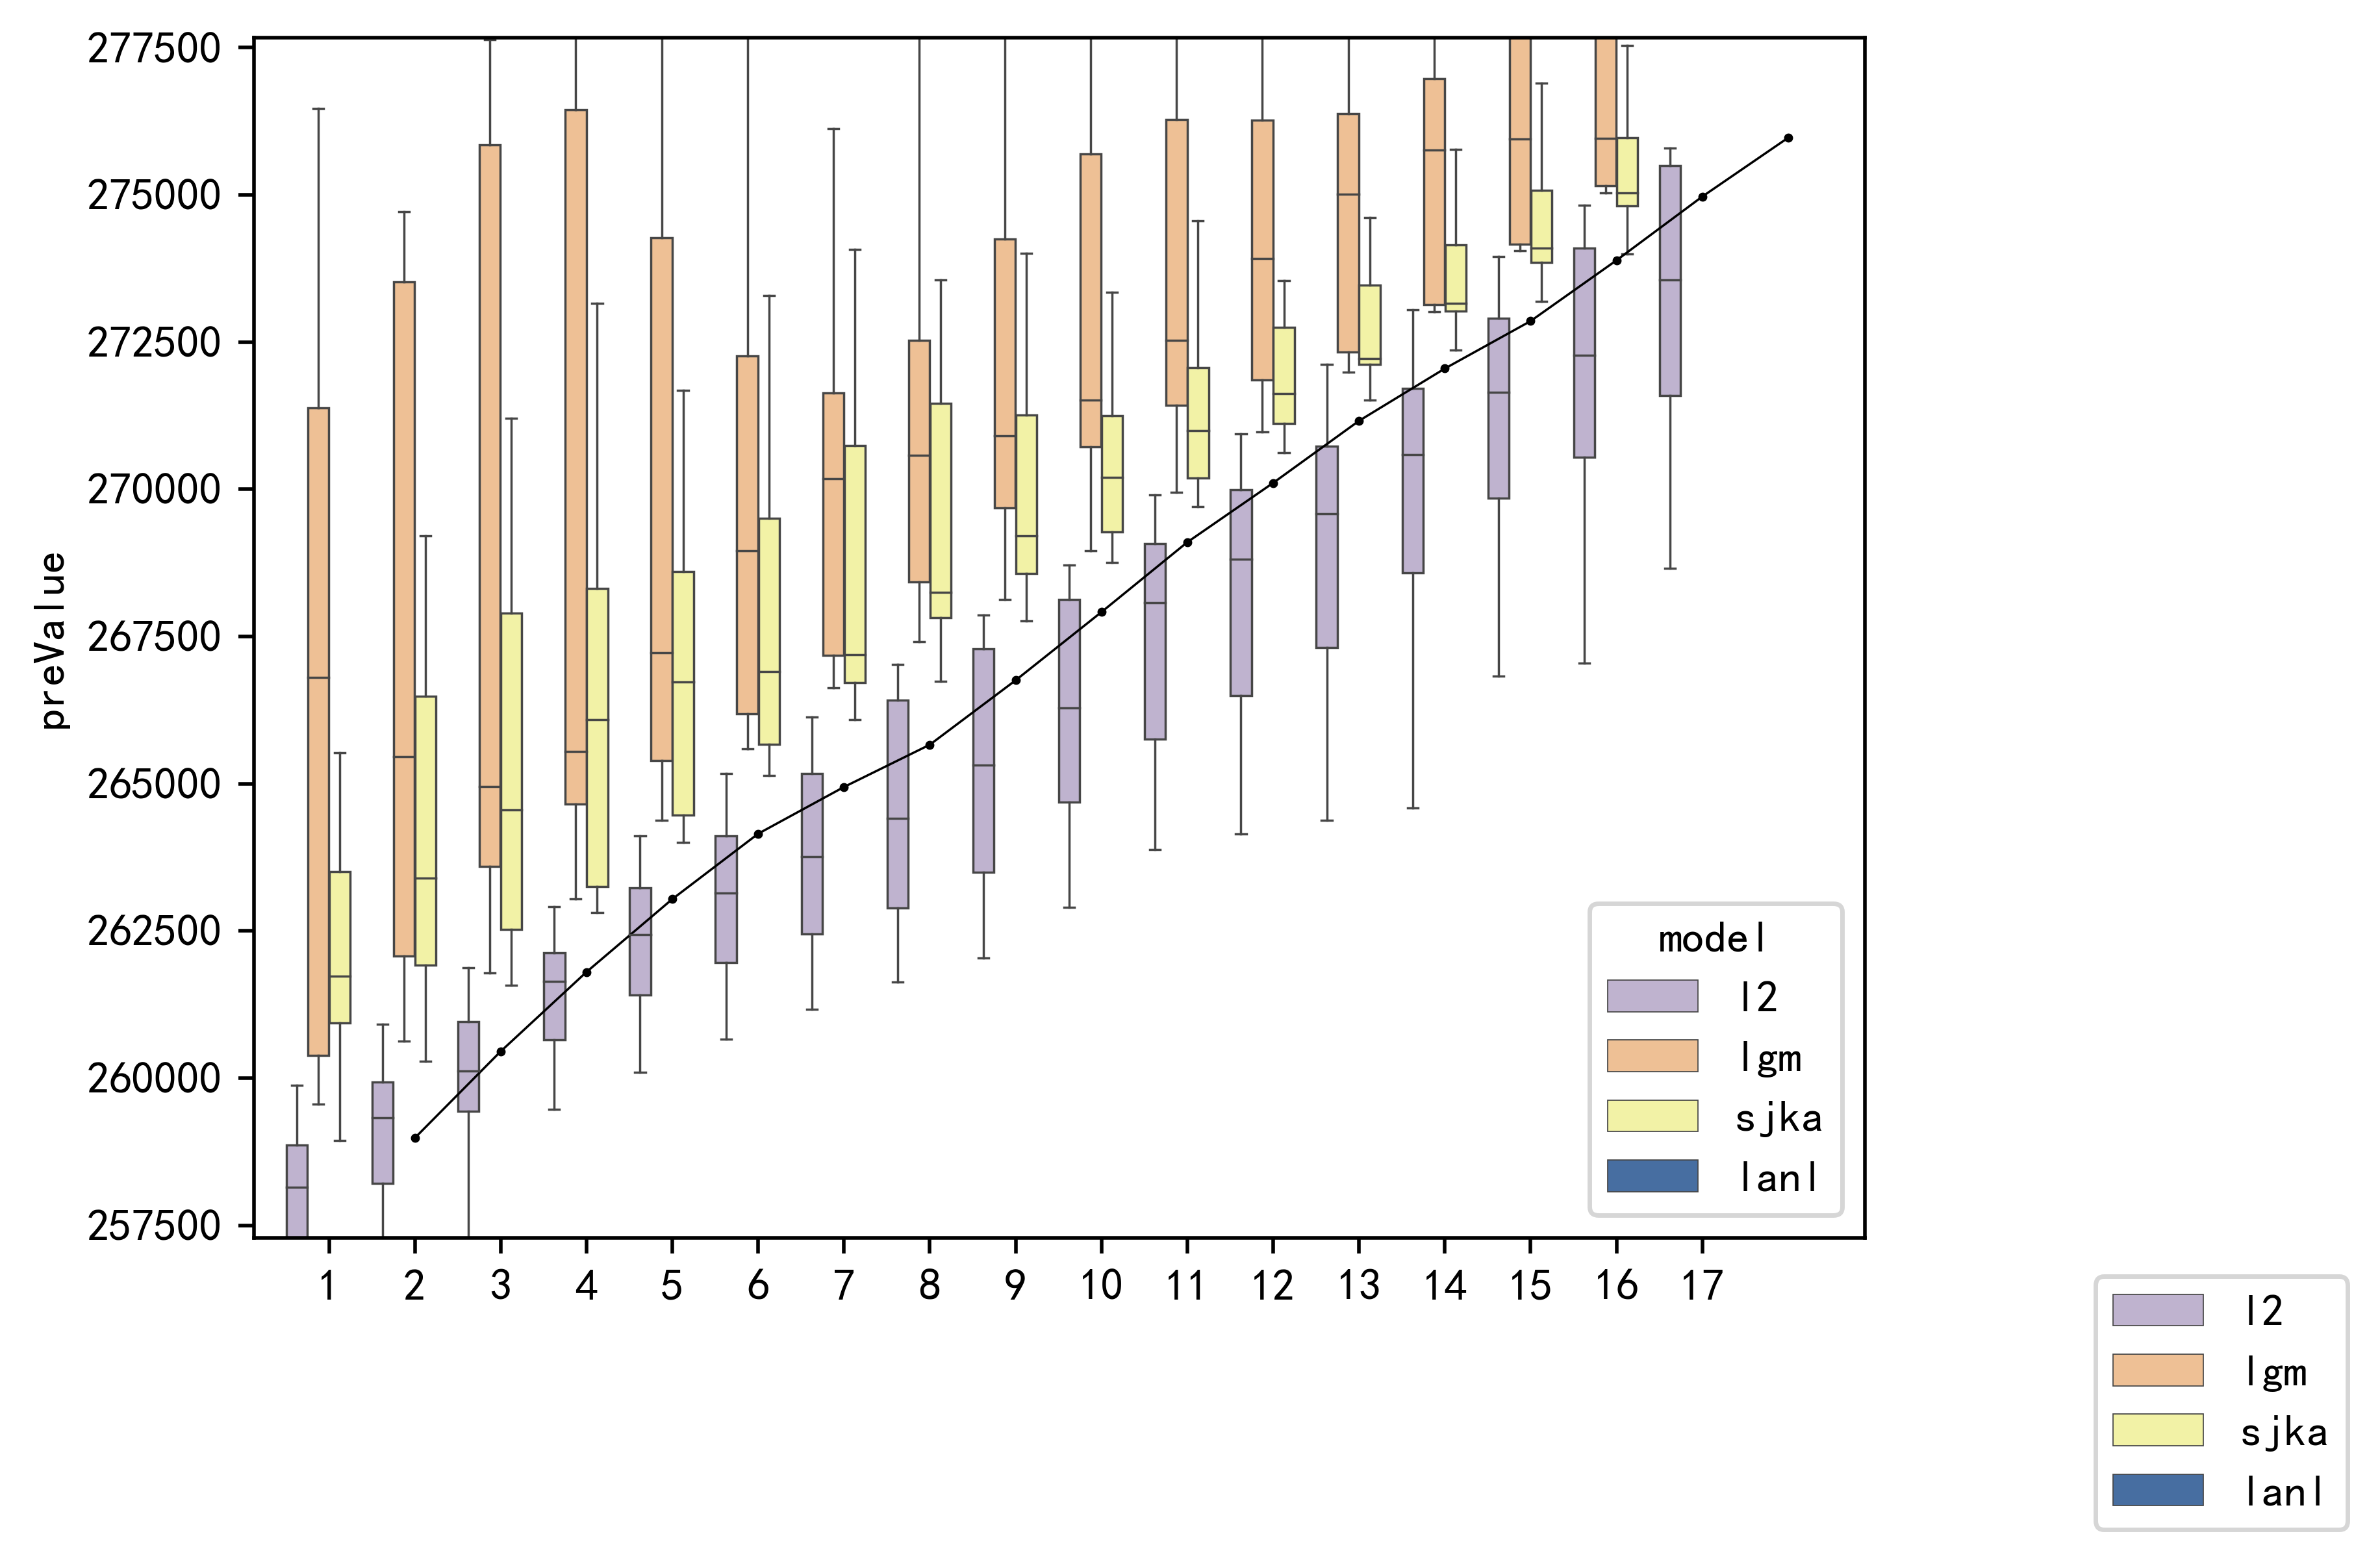 277500
275000
272500
270000
267500
265000
262500
260000
257500
preValue
1 2 3 4 5 6 7 8 9 10 11 12 13 14 15 16 17
model
l2
lgm
sjka
lanl
l2
lgm
sjka
lanl